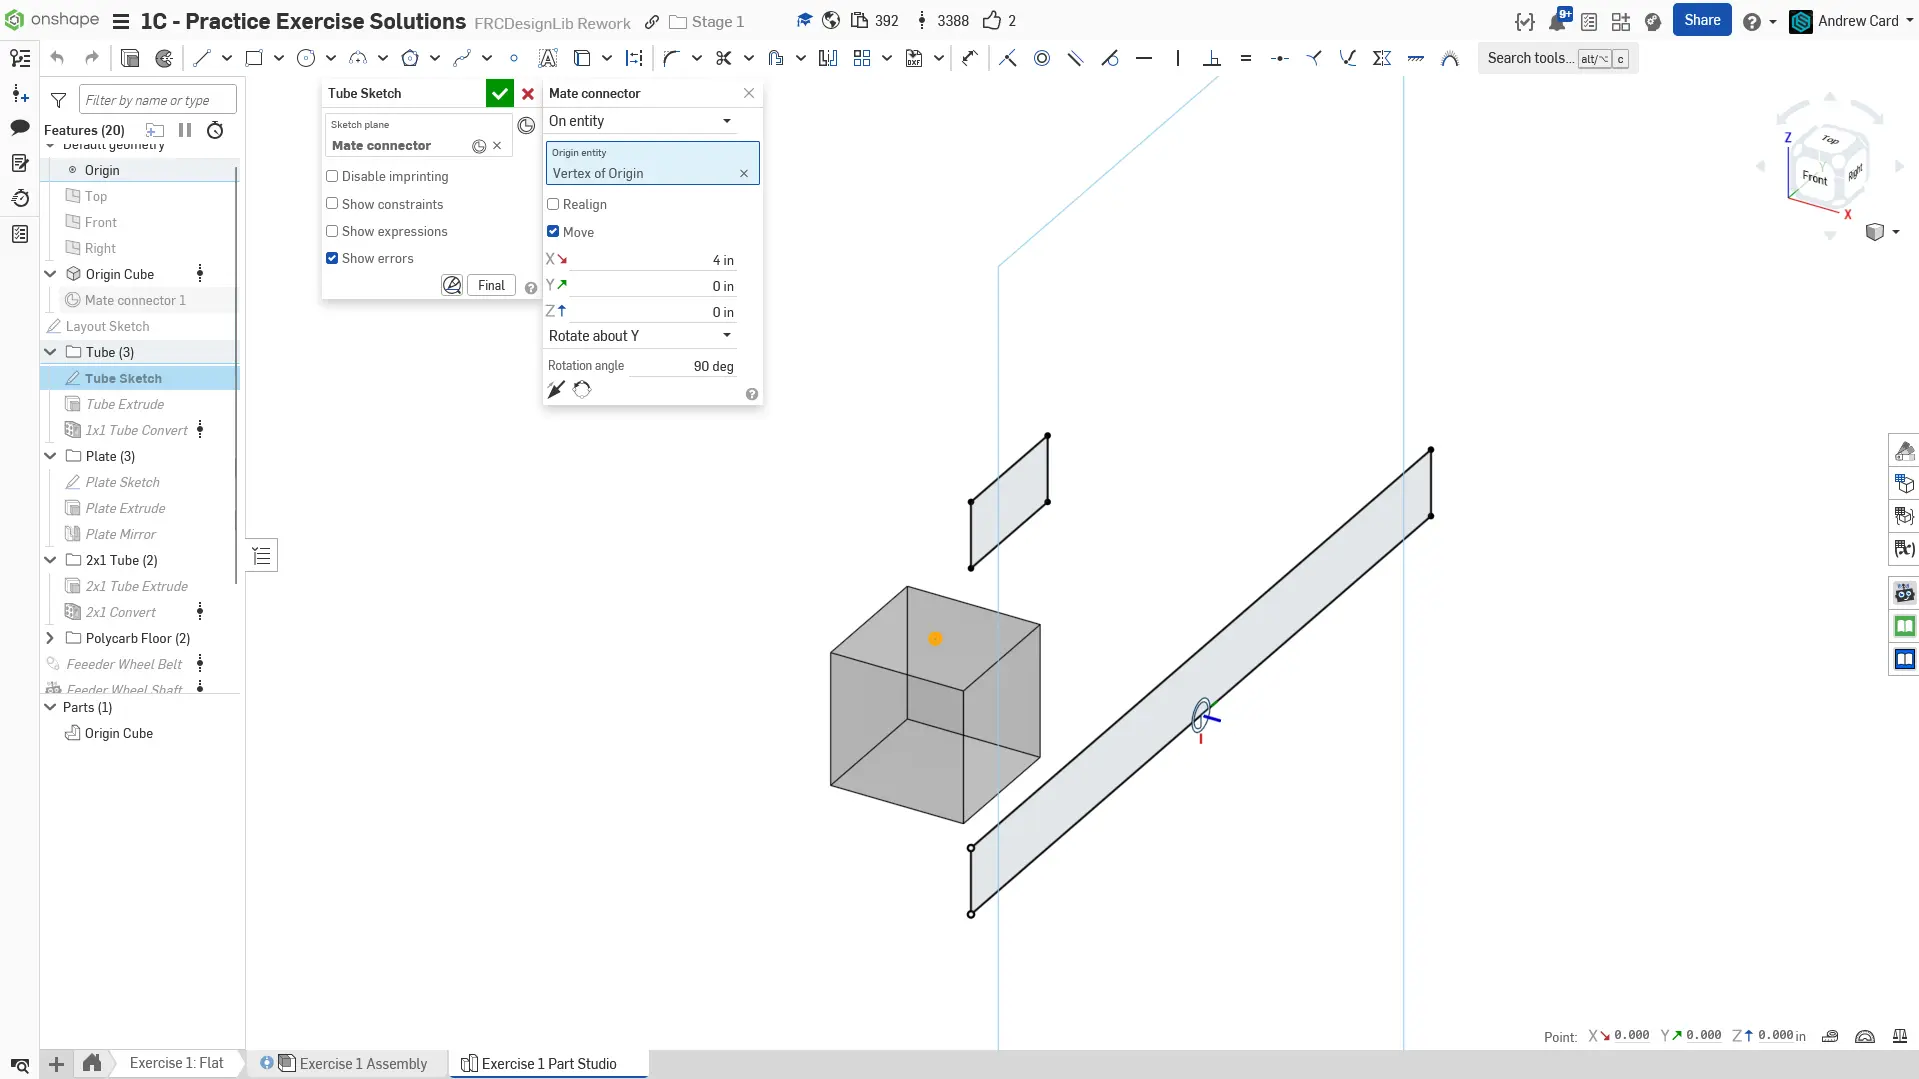 onshape
1C - Practice Exercise Solutions
FRCDesignLib Rework
Stage 1
392
3388
2
9+
Share
Andrew Card
Search tools...
alt/⌥
c
Filter by name or type
Features (20)
Default geometry
Origin
Top
Front
Right
Origin Cube
Mate connector 1
Layout Sketch
Tube (3)
Tube Sketch
Tube Extrude
1x1 Tube Convert
Plate (3)
Plate Sketch
Plate Extrude
Plate Mirror
2x1 Tube (2)
2x1 Tube Extrude
2x1 Convert
Polycarb Floor (2)
Feeeder Wheel Belt
Feeder Wheel Shaft
Parts (1)
Origin Cube
Tube Sketch
Sketch plane
Mate connector
Disable imprinting
Show constraints
Show expressions
Show errors
Final
Mate connector
On entity
Origin entity
Vertex of Origin
Realign
Move
X 4 in
Y 0 in
Z 0 in
Rotate about Y
Rotation angle 90 deg
Z
Top
Y
Front
Right
X
Point: X 0.000 Y 0.000 Z 0.000 in
Exercise 1: Flat
Exercise 1 Assembly
Exercise 1 Part Studio